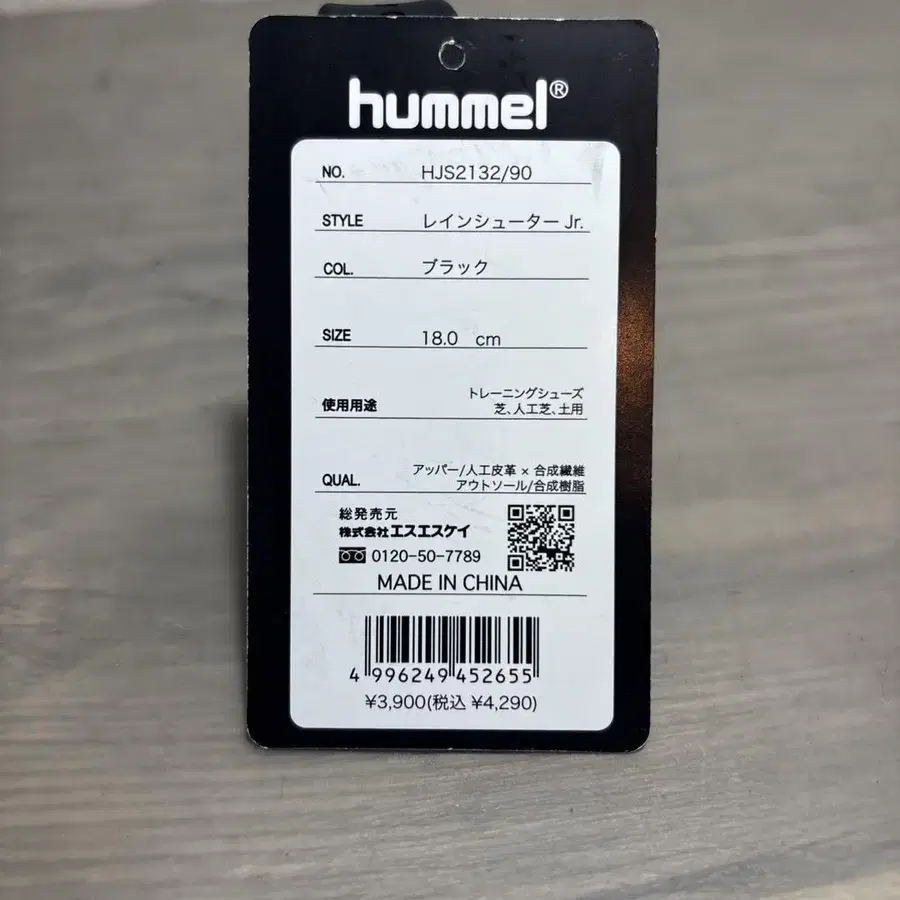 hummel®
NO. HJS2132/90
STYLE レインシューター Jr.
COL. ブラック
SIZE 18.0 cm
使用用途 トレーニングシューズ
芝、人工芝、土用
QUAL. アッパー/人工皮革 × 合成繊維
アウトソール/合成樹脂
総発売元
株式会社エスエスケイ
0120-50-7789
MADE IN CHINA
4 996249 452655
¥3,900(税込 ¥4,290)